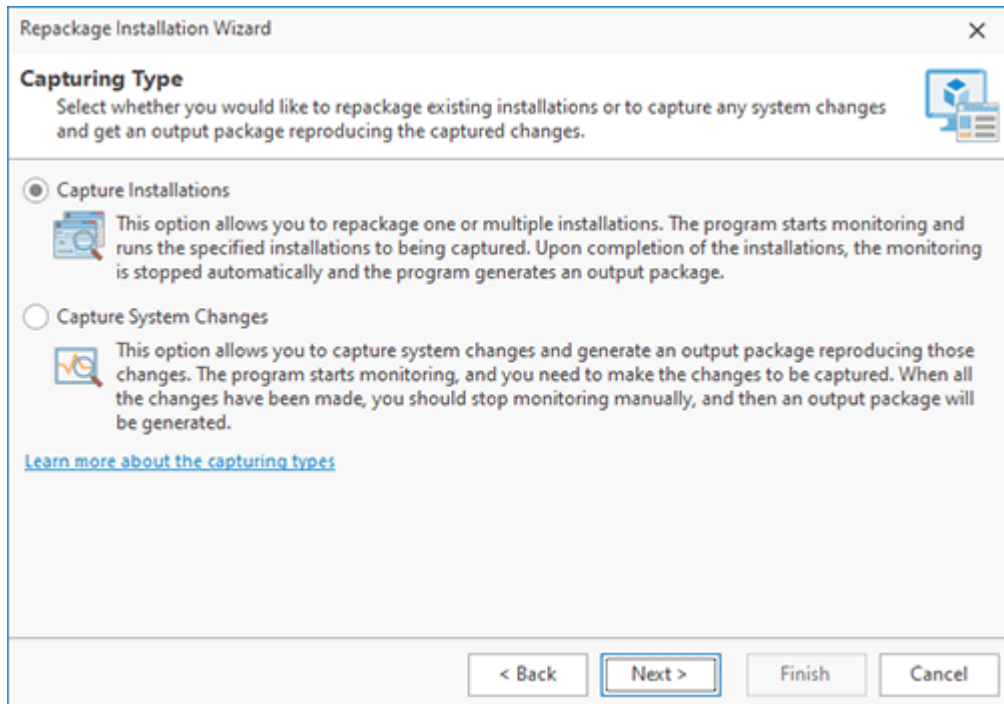 Repackage Installation Wizard
Capturing Type
Select whether you would like to repackage existing installations or to capture any system changes
and get an output package reproducing the captured changes.
Capture Installations
This option allows you to repackage one or multiple installations. The program starts monitoring and
runs the specified installations to being captured. Upon completion of the installations, the monitoring
is stopped automatically and the program generates an output package.
Capture System Changes
This option allows you to capture system changes and generate an output package reproducing those
changes. The program starts monitoring, and you need to make the changes to be captured. When all
the changes have been made, you should stop monitoring manually, and then an output package will
be generated.
Learn more about the capturing types
< Back
Next >
Finish
Cancel